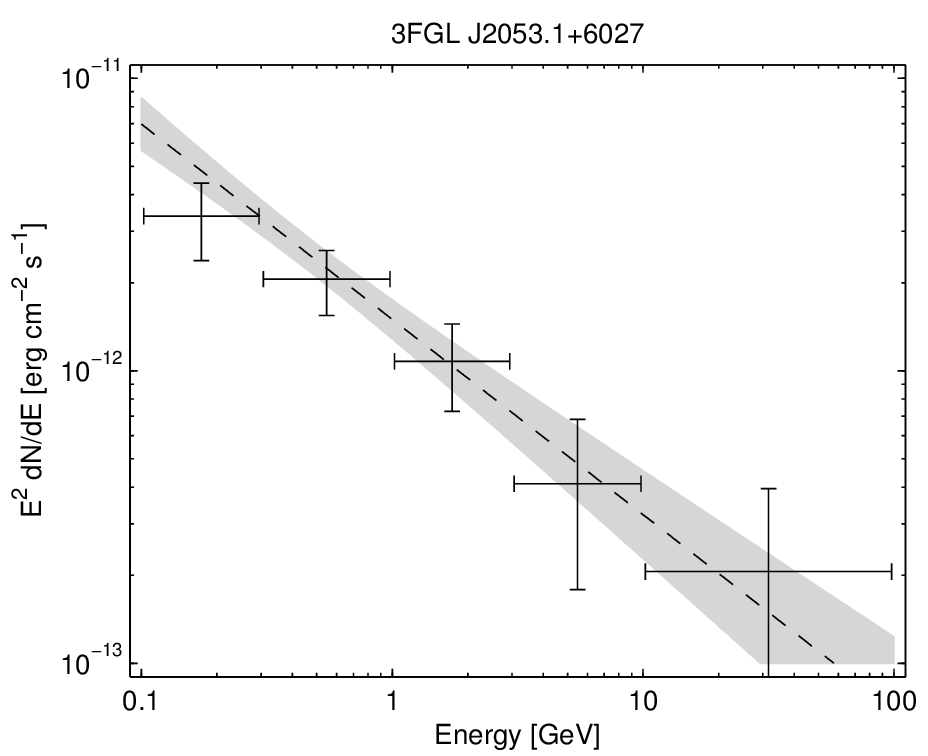 3FGL J2053.1+6027
10⁻¹¹
10⁻¹²
10⁻¹³
E² dN/dE [erg cm⁻² s⁻¹]
0.1 1 10 100
Energy [GeV]